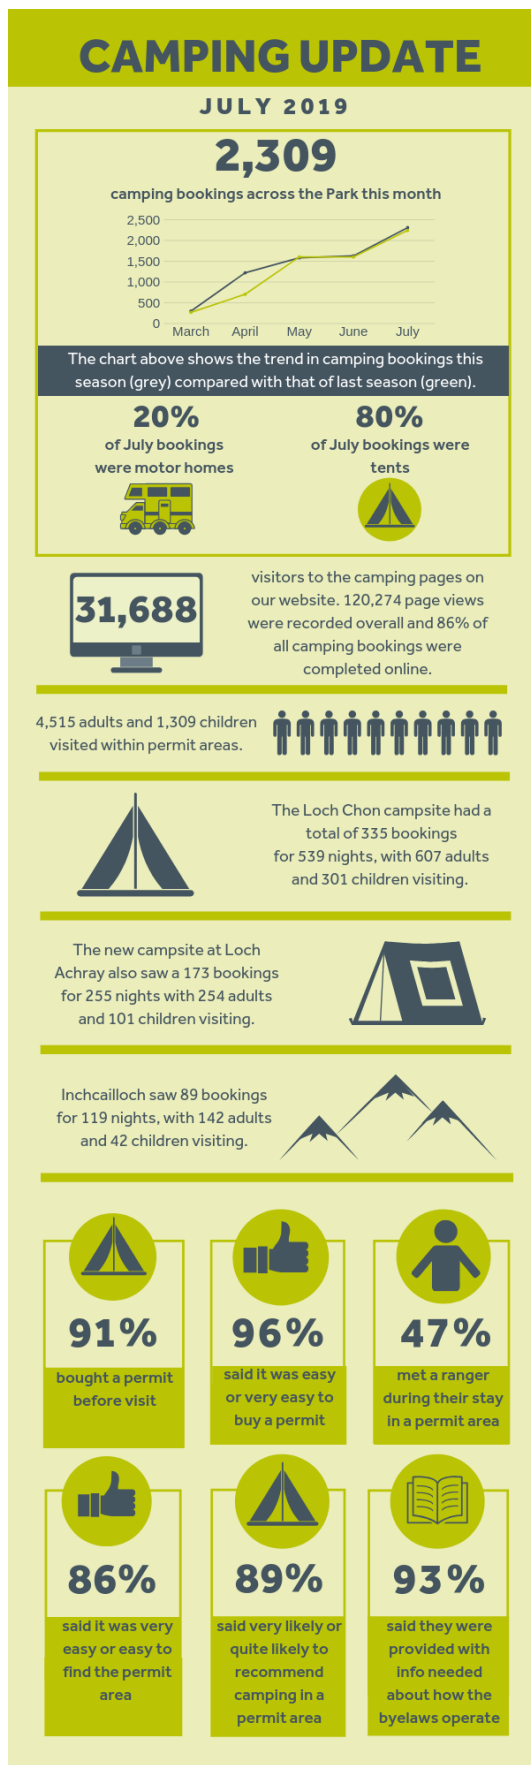 CAMPING UPDATE
JULY 2019
2,309
camping bookings across the Park this month
2,500
2,000
1,500
1,000
500
0
March April May June July
The chart above shows the trend in camping bookings this
season (grey) compared with that of last season (green).
20%
of July bookings
were motor homes
80%
of July bookings were
tents
31,688
visitors to the camping pages on
our website. 120,274 page views
were recorded overall and 86% of
all camping bookings were
completed online.
4,515 adults and 1,309 children
visited within permit areas.
The Loch Chon campsite had a
total of 335 bookings
for 539 nights, with 607 adults
and 301 children visiting.
The new campsite at Loch
Achray also saw a 173 bookings
for 255 nights with 254 adults
and 101 children visiting.
Inchcailloch saw 89 bookings
for 119 nights, with 142 adults
and 42 children visiting.
91%
bought a permit
before visit
96%
said it was easy
or very easy to
buy a permit
47%
met a ranger
during their stay
in a permit area
86%
said it was very
easy or easy to
find the permit
area
89%
said very likely or
quite likely to
recommend
camping in a
permit area
93%
said they were
provided with
info needed
about how the
byelaws operate